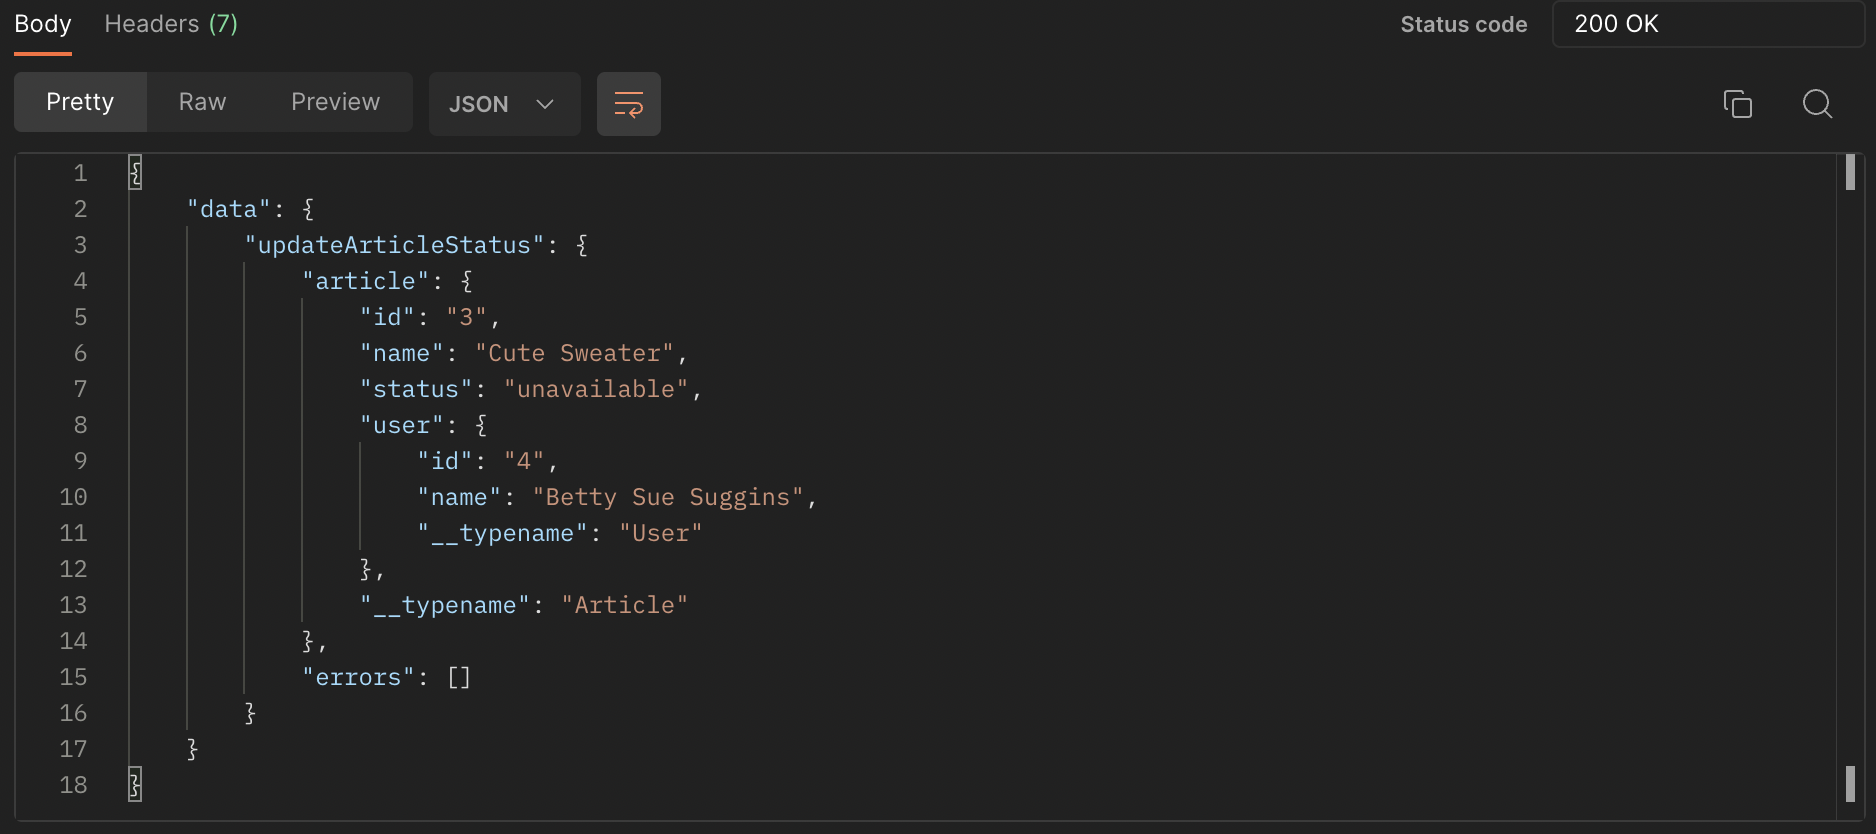 Body Headers (7) Status code 200 OK
Pretty Raw Preview JSON
1 {
2 "data": {
3 "updateArticleStatus": {
4 "article": {
5 "id": "3",
6 "name": "Cute Sweater",
7 "status": "unavailable",
8 "user": {
9 "id": "4",
10 "name": "Betty Sue Suggins",
11 "__typename": "User"
12 },
13 "__typename": "Article"
14 },
15 "errors": []
16 }
17 }
18 }